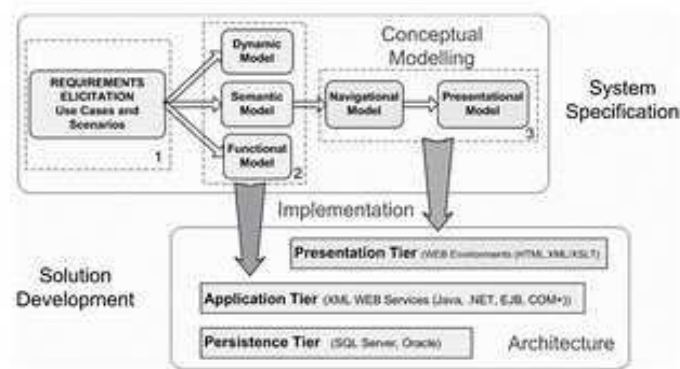 Conceptual
Modelling
REQUIREMENTS
ELICITATION
Use Cases and
Scenarios
1
Dynamic
Model
Semantic
Model
Functional
Model
2
Navigational
Model
Presentational
Model
3
System
Specification
Implementation
Solution
Development
Presentation Tier (WEB Environments (HTML,XML/XSLT)
Application Tier (XML WEB Services (Java, .NET, EJB, COM+))
Persistence Tier (SQL Server, Oracle)
Architecture